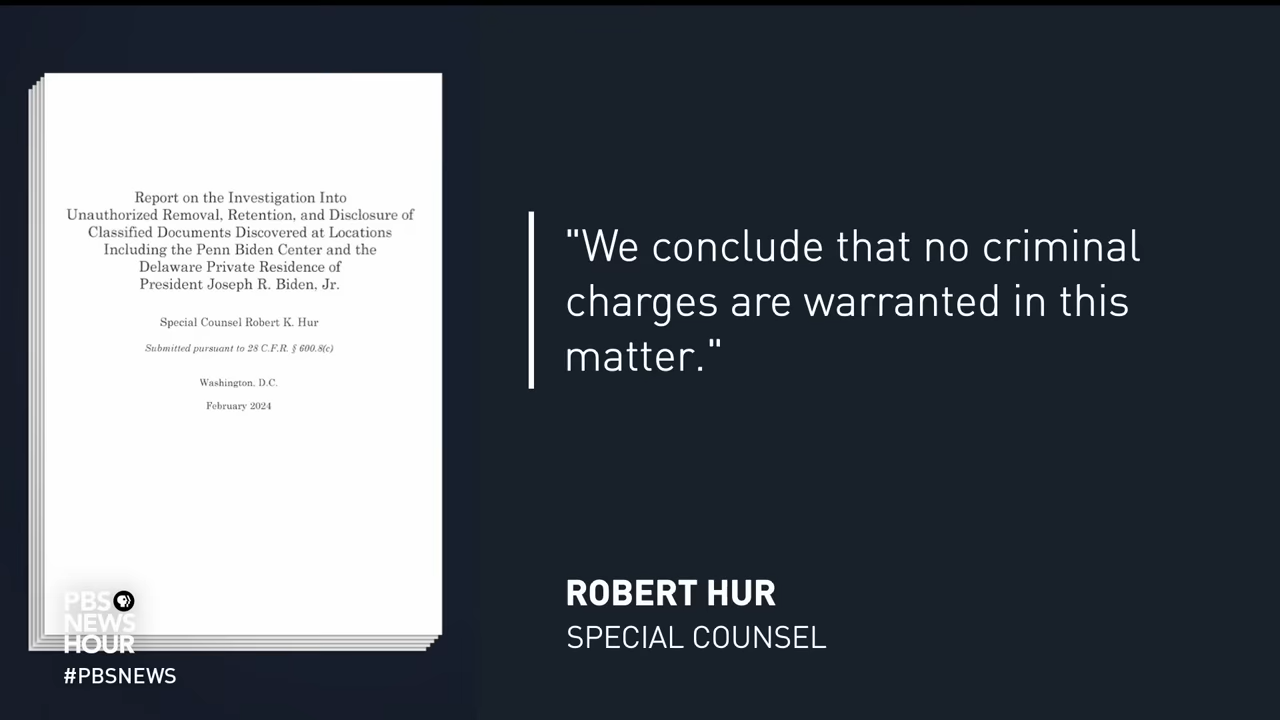 Report on the Investigation Into
Unauthorized Removal, Retention, and Disclosure of
Classified Documents Discovered at Locations
Including the Penn Biden Center and the
Delaware Private Residence of
President Joseph R. Biden, Jr.
Special Counsel Robert K. Hur
Submitted pursuant to 28 C.F.R. § 600.8(c)
Washington, D.C.
February 2024
"We conclude that no criminal
charges are warranted in this
matter."
ROBERT HUR
SPECIAL COUNSEL
PBS
NEWS
HOUR
#PBSNEWS